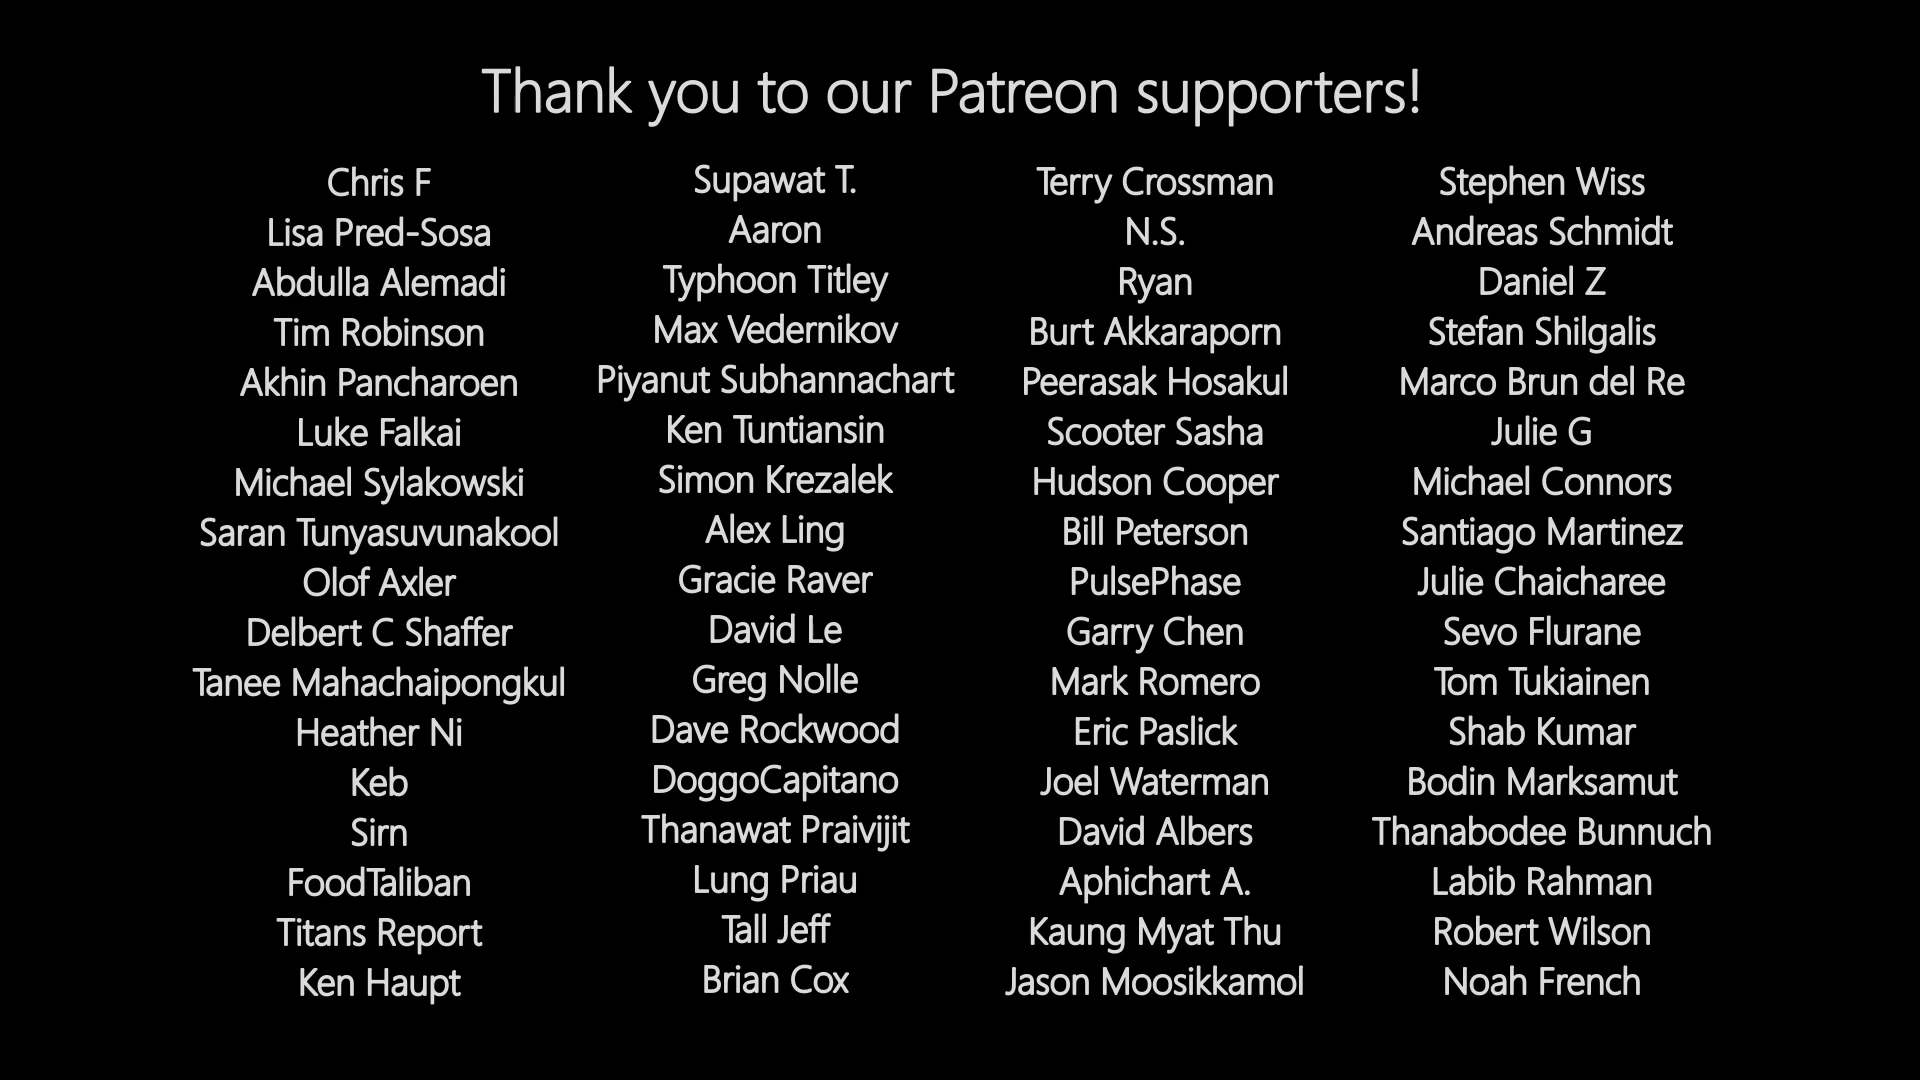 Thank you to our Patreon supporters!
Chris F
Lisa Pred-Sosa
Abdulla Alemadi
Tim Robinson
Akhin Pancharoen
Luke Falkai
Michael Sylakowski
Saran Tunyasuvunakool
Olof Axler
Delbert C Shaffer
Tanee Mahachaipongkul
Heather Ni
Keb
Sirn
FoodTaliban
Titans Report
Ken Haupt
Supawat T.
Aaron
Typhoon Titley
Max Vedernikov
Piyanut Subhannachart
Ken Tuntiansin
Simon Krezalek
Alex Ling
Gracie Raver
David Le
Greg Nolle
Dave Rockwood
DoggoCapitano
Thanawat Praivijit
Lung Priau
Tall Jeff
Brian Cox
Terry Crossman
N.S.
Ryan
Burt Akkaraporn
Peerasak Hosakul
Scooter Sasha
Hudson Cooper
Bill Peterson
PulsePhase
Garry Chen
Mark Romero
Eric Paslick
Joel Waterman
David Albers
Aphichart A.
Kaung Myat Thu
Jason Moosikkamol
Stephen Wiss
Andreas Schmidt
Daniel Z
Stefan Shilgalis
Marco Brun del Re
Julie G
Michael Connors
Santiago Martinez
Julie Chaicharee
Sevo Flurane
Tom Tukiainen
Shab Kumar
Bodin Marksamut
Thanabodee Bunnuch
Labib Rahman
Robert Wilson
Noah French